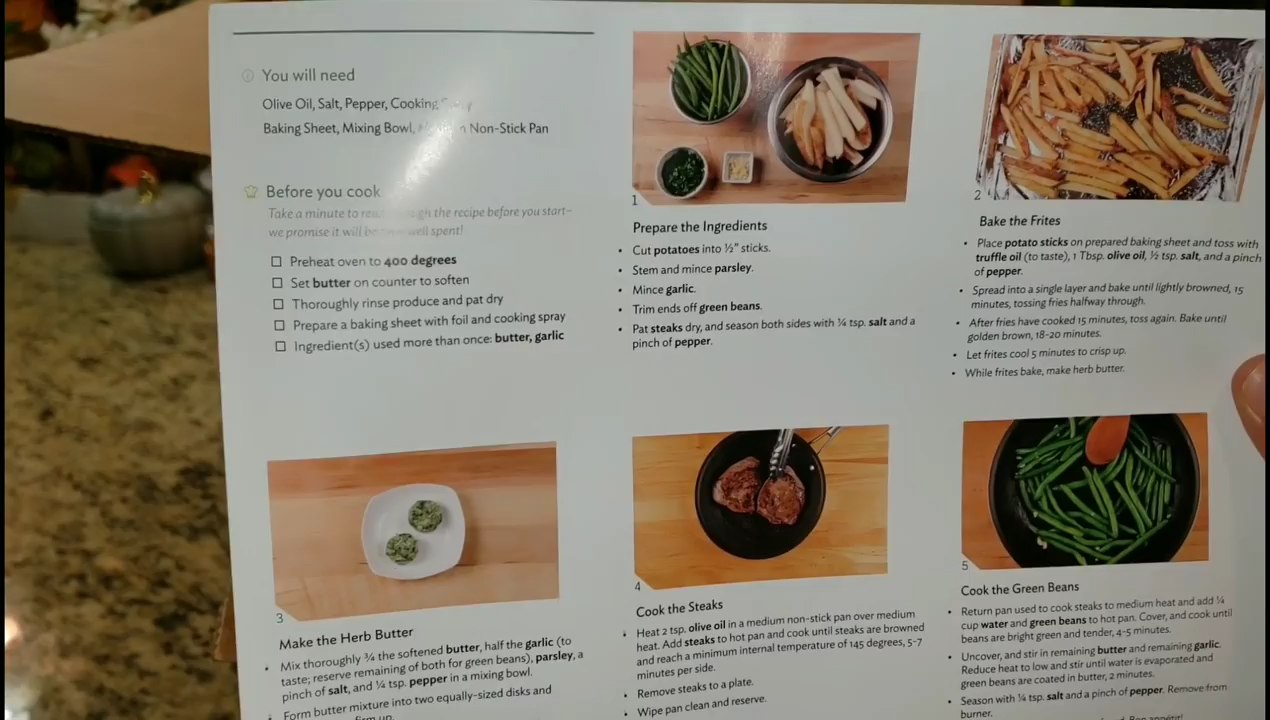 You will need
Olive Oil, Salt, Pepper, Cooking
Baking Sheet, Mixing Bowl, Non-Stick Pan
Before you cook
Take a minute to read through the recipe before you start–
we promise it will be well spent!
Preheat oven to 400 degrees
Set butter on counter to soften
Thoroughly rinse produce and pat dry
Prepare a baking sheet with foil and cooking spray
Ingredient(s) used more than once: butter, garlic
1
Prepare the Ingredients
• Cut potatoes into ½" sticks.
• Stem and mince parsley.
• Mince garlic.
• Trim ends off green beans.
• Pat steaks dry, and season both sides with ¼ tsp. salt and a
pinch of pepper.
2
Bake the Frites
• Place potato sticks on prepared baking sheet and toss with
truffle oil (to taste), 1 Tbsp. olive oil, ½ tsp. salt, and a pinch
of pepper.
• Spread into a single layer and bake until lightly browned, 15
minutes, tossing fries halfway through.
• After fries have cooked 15 minutes, toss again. Bake until
golden brown, 18-20 minutes.
• Let frites cool 5 minutes to crisp up.
• While frites bake, make herb butter.
3
Make the Herb Butter
• Mix thoroughly ¾ the softened butter, half the garlic (to
taste; reserve remaining of both for green beans), parsley, a
pinch of salt, and ¼ tsp. pepper in a mixing bowl.
• Form butter mixture into two equally-sized disks and
firm up.
4
Cook the Steaks
• Heat 2 tsp. olive oil in a medium non-stick pan over medium
heat. Add steaks to hot pan and cook until steaks are browned
and reach a minimum internal temperature of 145 degrees, 5-7
minutes per side.
• Remove steaks to a plate.
• Wipe pan clean and reserve.
5
Cook the Green Beans
• Return pan used to cook steaks to medium heat and add ¼
cup water and green beans to hot pan. Cover, and cook until
beans are bright green and tender, 4-5 minutes.
• Uncover, and stir in remaining butter and remaining garlic.
Reduce heat to low and stir until water is evaporated and
green beans are coated in butter, 2 minutes.
• Season with ¼ tsp. salt and a pinch of pepper. Remove from
burner.